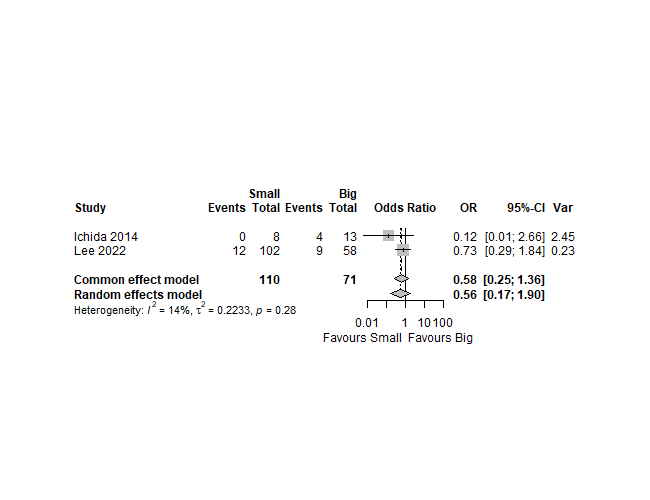 Small Big
Study Events Total Events Total Odds Ratio OR 95%-CI Var
Ichida 2014 0 8 4 13 0.12 [0.01; 2.66] 2.45
Lee 2022 12 102 9 58 0.73 [0.29; 1.84] 0.23
Common effect model 110 71 0.58 [0.25; 1.36]
Random effects model 0.56 [0.17; 1.90]
Heterogeneity: I² = 14%, τ² = 0.2233, p = 0.28
0.01 1 10 100
Favours Small Favours Big